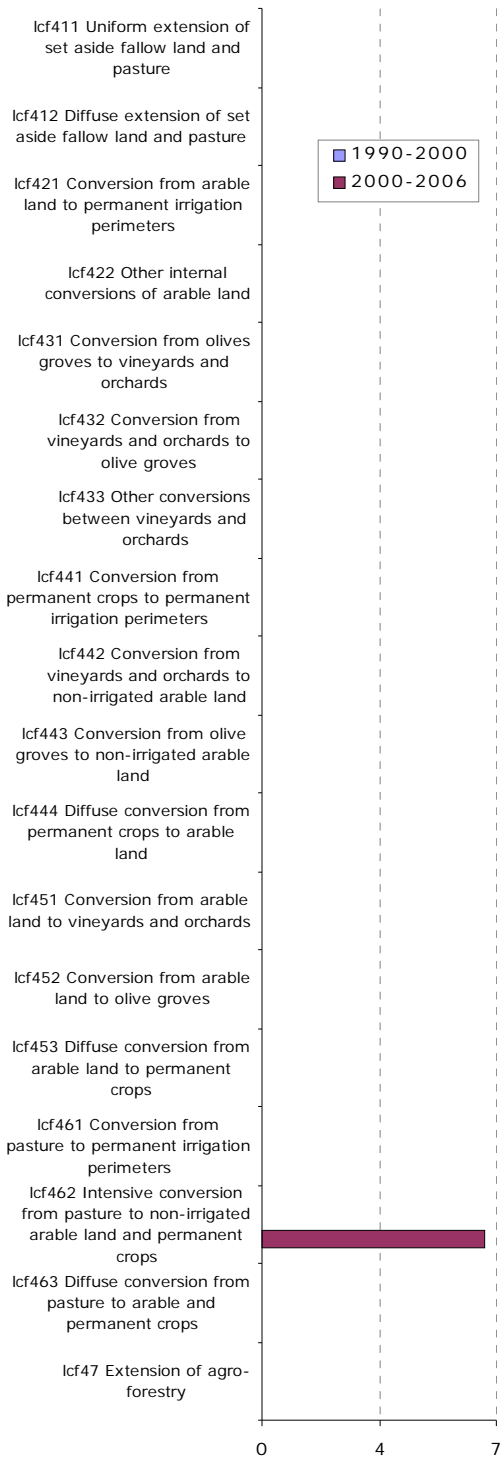 lcf411 Uniform extension of
set aside fallow land and
pasture
lcf412 Diffuse extension of set
aside fallow land and pasture
1990-2000
2000-2006
lcf421 Conversion from arable
land to permanent irrigation
perimeters
lcf422 Other internal
conversions of arable land
lcf431 Conversion from olives
groves to vineyards and
orchards
lcf432 Conversion from
vineyards and orchards to
olive groves
lcf433 Other conversions
between vineyards and
orchards
lcf441 Conversion from
permanent crops to permanent
irrigation perimeters
lcf442 Conversion from
vineyards and orchards to
non-irrigated arable land
lcf443 Conversion from olive
groves to non-irrigated arable
land
lcf444 Diffuse conversion from
permanent crops to arable
land
lcf451 Conversion from arable
land to vineyards and orchards
lcf452 Conversion from arable
land to olive groves
lcf453 Diffuse conversion from
arable land to permanent
crops
lcf461 Conversion from
pasture to permanent irrigation
perimeters
lcf462 Intensive conversion
from pasture to non-irrigated
arable land and permanent
crops
lcf463 Diffuse conversion from
pasture to arable and
permanent crops
lcf47 Extension of agro-
forestry
0 4 7